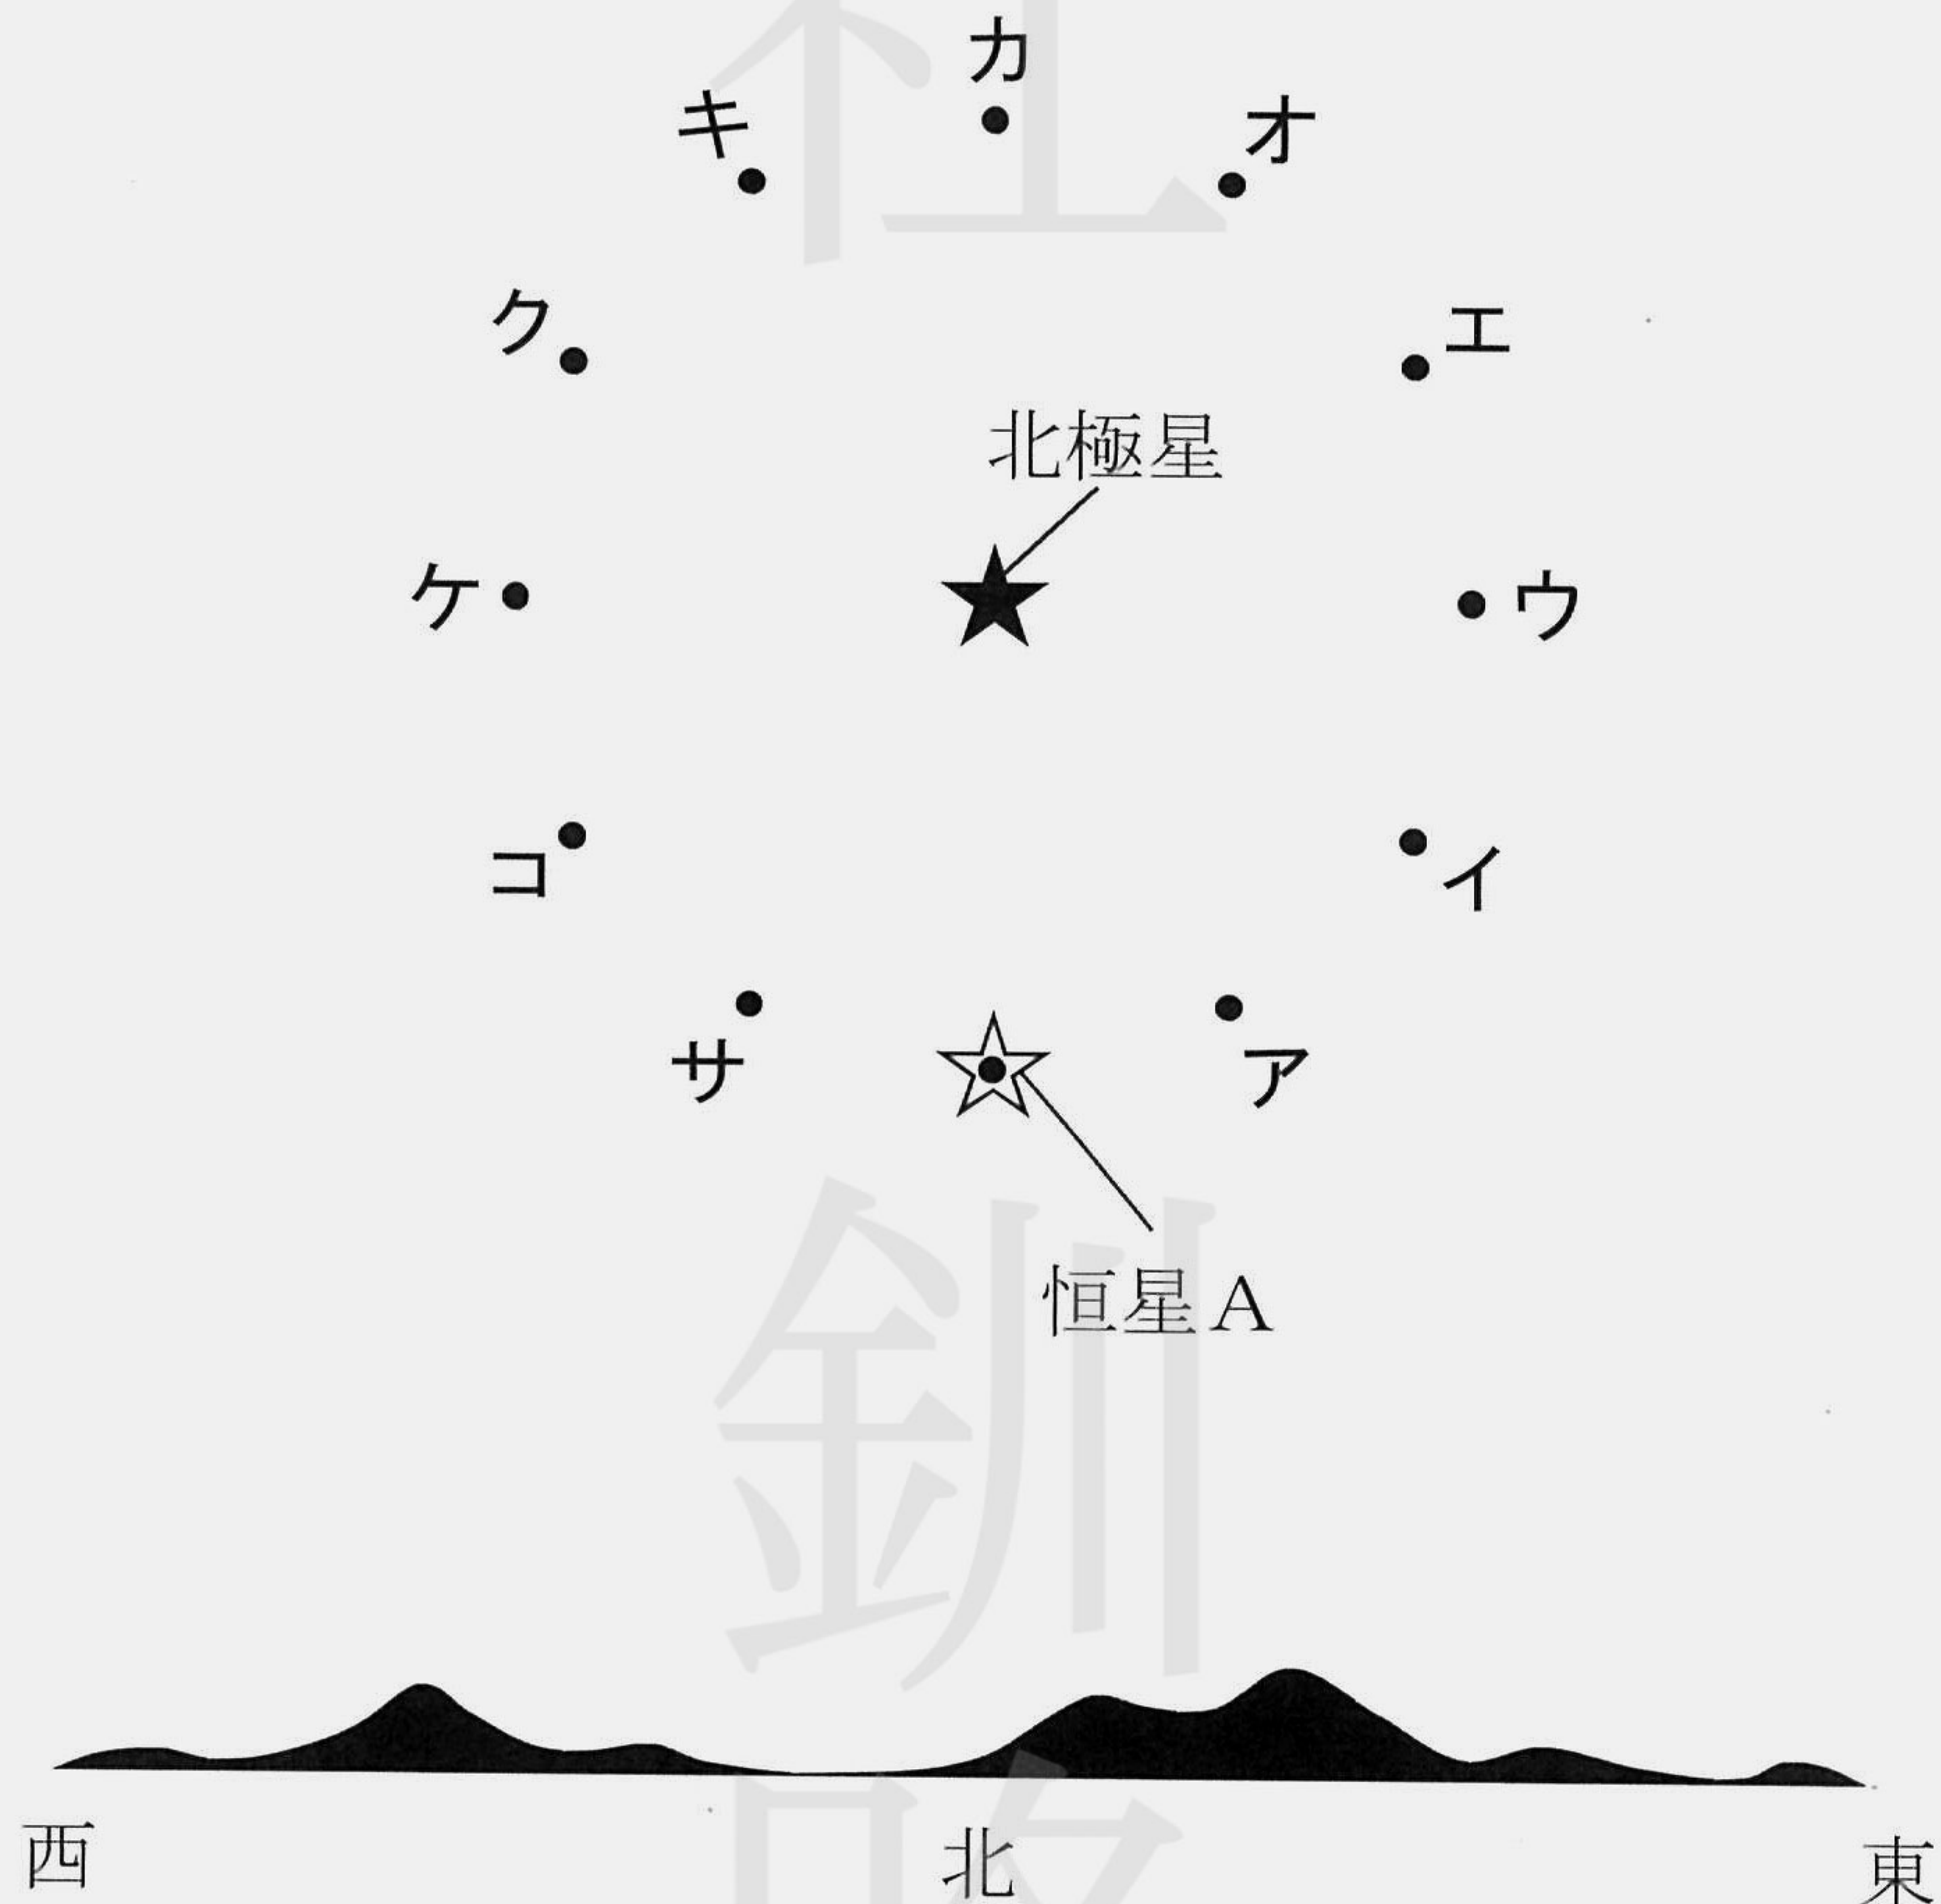 カ
キ
オ
ク
エ
北極星
ケ
ウ
コ
イ
サ
ア
恒星A
西
北
東